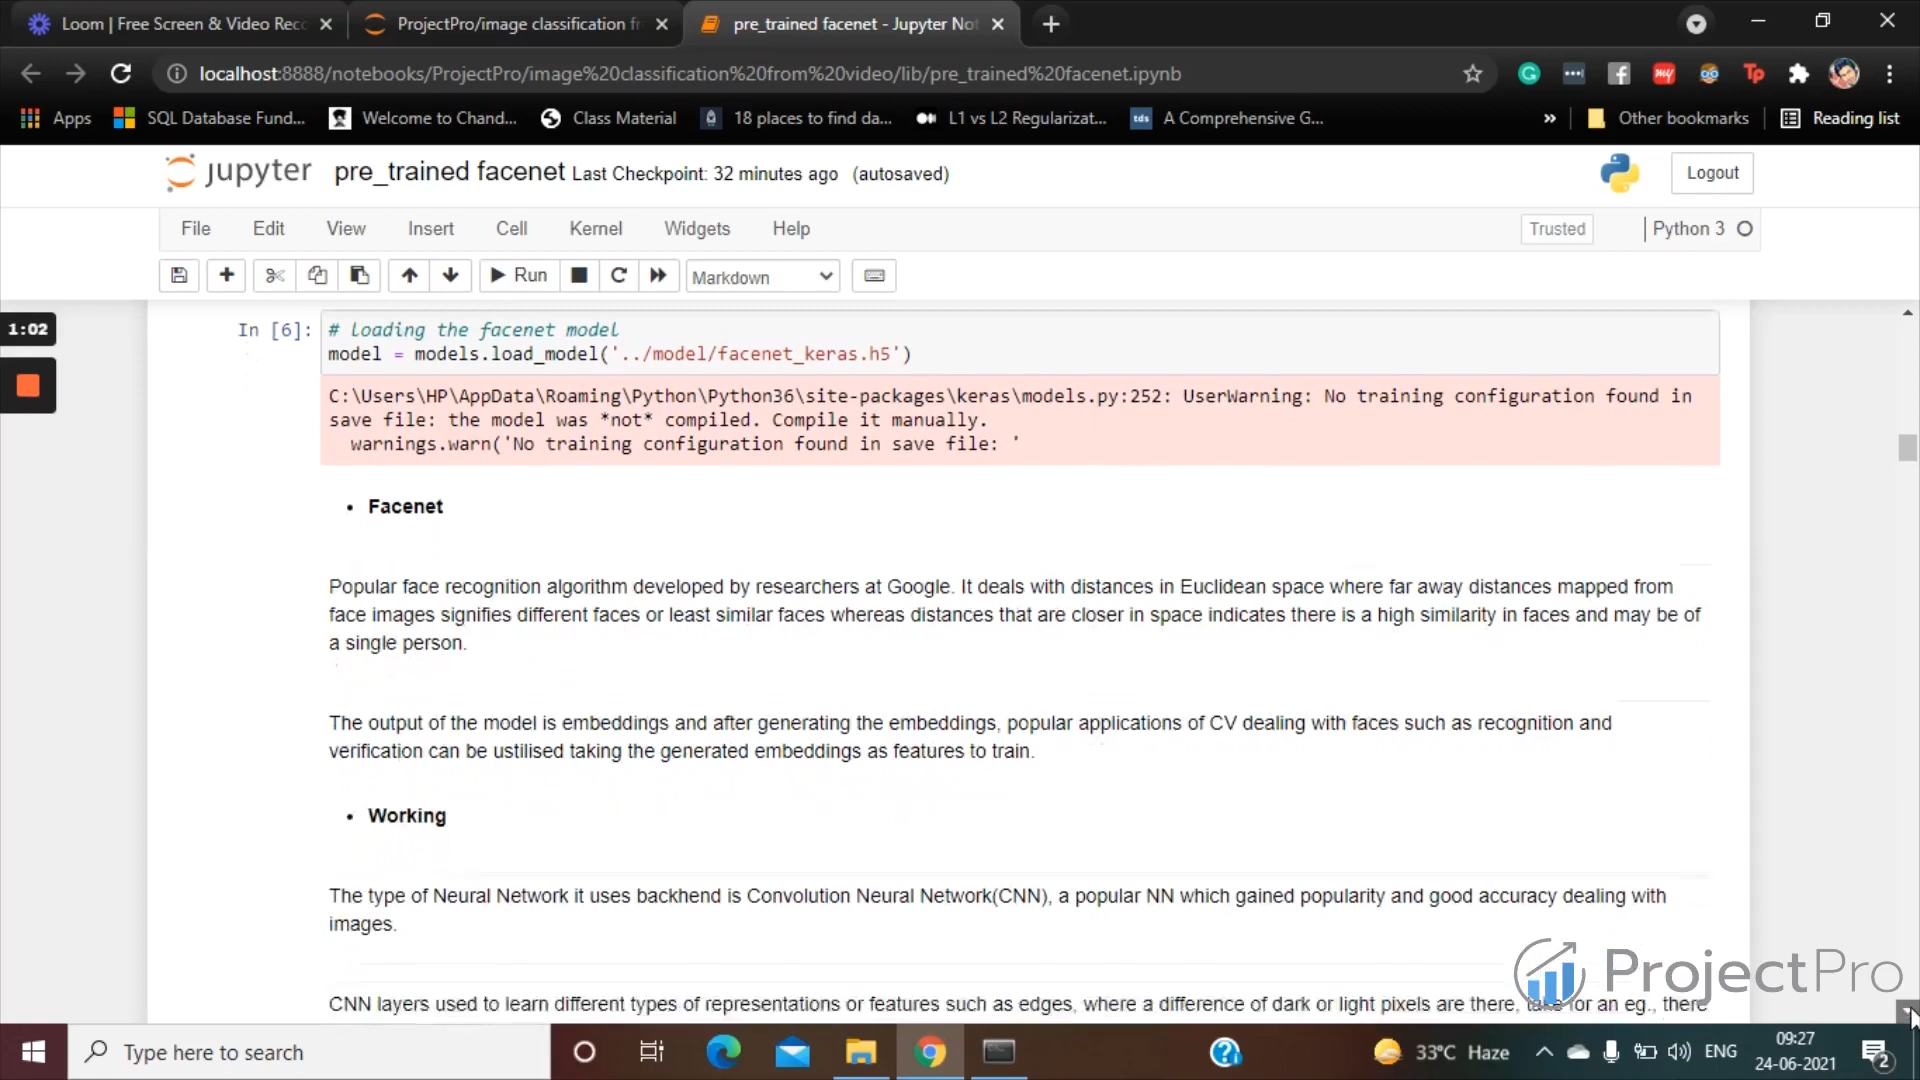 Loom | Free Screen & Video Rec
ProjectPro/image classification fr
pre_trained facenet - Jupyter Not
localhost:8888/notebooks/ProjectPro/image%20classification%20from%20video/lib/pre_trained%20facenet.ipynb
Apps
SQL Database Fund...
Welcome to Chand...
Class Material
18 places to find da...
L1 vs L2 Regularizat...
tds
A Comprehensive G...
»
Other bookmarks
Reading list
jupyter
pre_trained facenet Last Checkpoint: 32 minutes ago (autosaved)
Logout
File Edit View Insert Cell Kernel Widgets Help
Trusted
Python 3
Run
Markdown
1:02
In [6]:
# Loading the facenet model
model = models.load_model('../model/facenet_keras.h5')
C:\Users\HP\AppData\Roaming\Python\Python36\site-packages\keras\models.py:252: UserWarning: No training configuration found in
save file: the model was *not* compiled. Compile it manually.
warnings.warn('No training configuration found in save file: '
• Facenet
Popular face recognition algorithm developed by researchers at Google. It deals with distances in Euclidean space where far away distances mapped from
face images signifies different faces or least similar faces whereas distances that are closer in space indicates there is a high similarity in faces and may be of
a single person.
The output of the model is embeddings and after generating the embeddings, popular applications of CV dealing with faces such as recognition and
verification can be ustilised taking the generated embeddings as features to train.
• Working
The type of Neural Network it uses backhend is Convolution Neural Network(CNN), a popular NN which gained popularity and good accuracy dealing with
images.
ProjectPro
CNN layers used to learn different types of representations or features such as edges, where a difference of dark or light pixels are there, take for an eg., there
Type here to search
33°C Haze
ENG
09:27
24-06-2021
2